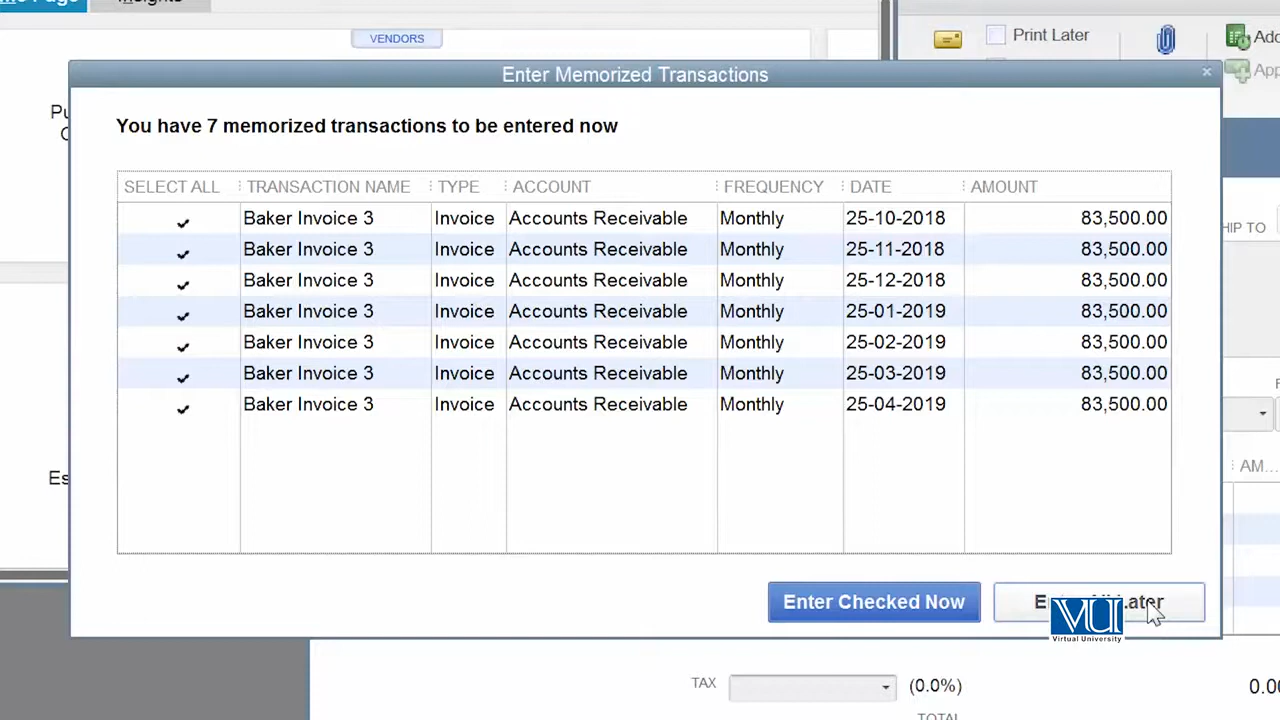 Insights
VENDORS
Print Later
Enter Memorized Transactions
You have 7 memorized transactions to be entered now
SELECT ALL TRANSACTION NAME TYPE ACCOUNT FREQUENCY DATE AMOUNT
Baker Invoice 3 Invoice Accounts Receivable Monthly 25-10-2018 83,500.00
Baker Invoice 3 Invoice Accounts Receivable Monthly 25-11-2018 83,500.00
Baker Invoice 3 Invoice Accounts Receivable Monthly 25-12-2018 83,500.00
Baker Invoice 3 Invoice Accounts Receivable Monthly 25-01-2019 83,500.00
Baker Invoice 3 Invoice Accounts Receivable Monthly 25-02-2019 83,500.00
Baker Invoice 3 Invoice Accounts Receivable Monthly 25-03-2019 83,500.00
Baker Invoice 3 Invoice Accounts Receivable Monthly 25-04-2019 83,500.00
AM...
Enter Checked Now
Later
VU
Virtual University
TAX (0.0%)
TOTAL